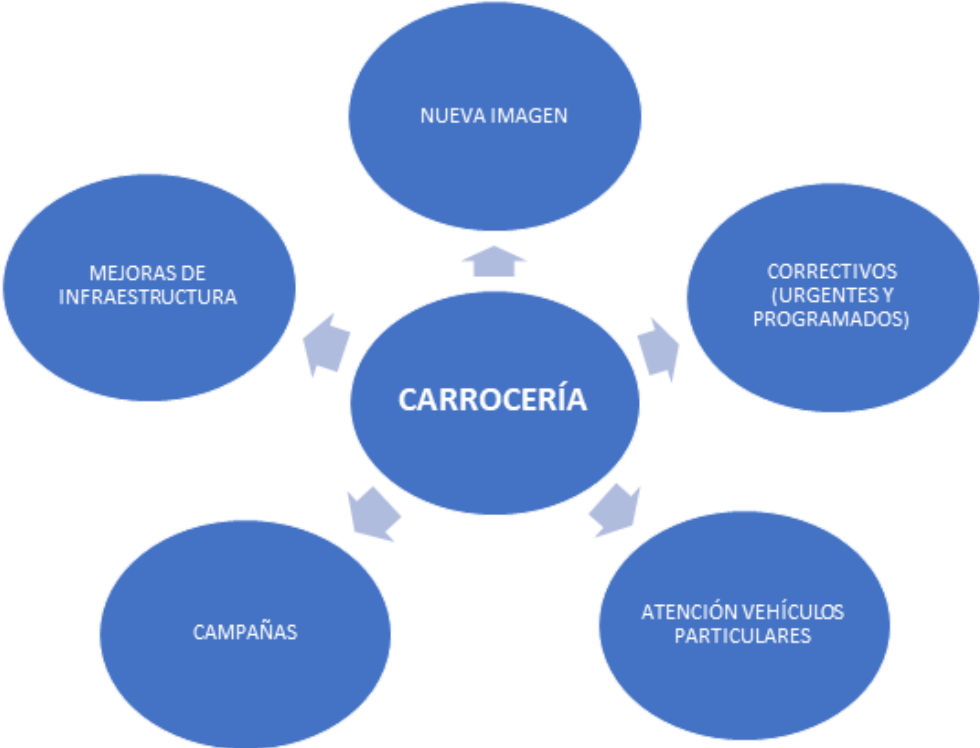 NUEVA IMAGEN
MEJORAS DE
INFRAESTRUCTURA
CORRECTIVOS
(URGENTES Y
PROGRAMADOS)
CARROCERÍA
CAMPAÑAS
ATENCIÓN VEHÍCULOS
PARTICULARES